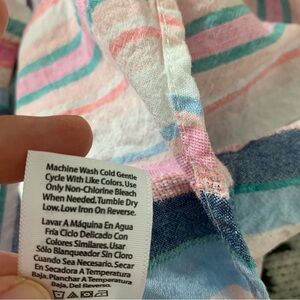 Machine Wash Cold Gentle
Cycle With Like Colors. Use
Only Non-Chlorine Bleach
When Needed. Tumble Dry
Low. Low Iron On Reverse.
Lavar A Máquina En Agua
Fría Ciclo Delicado Con
Colores Similares. Usar
Sólo Blanqueador Sin Cloro
Cuando Sea Necesario. Secar
En Secadora A Temperatura
Baja. Planchar A Temperatura
Baja, Del Reverso.